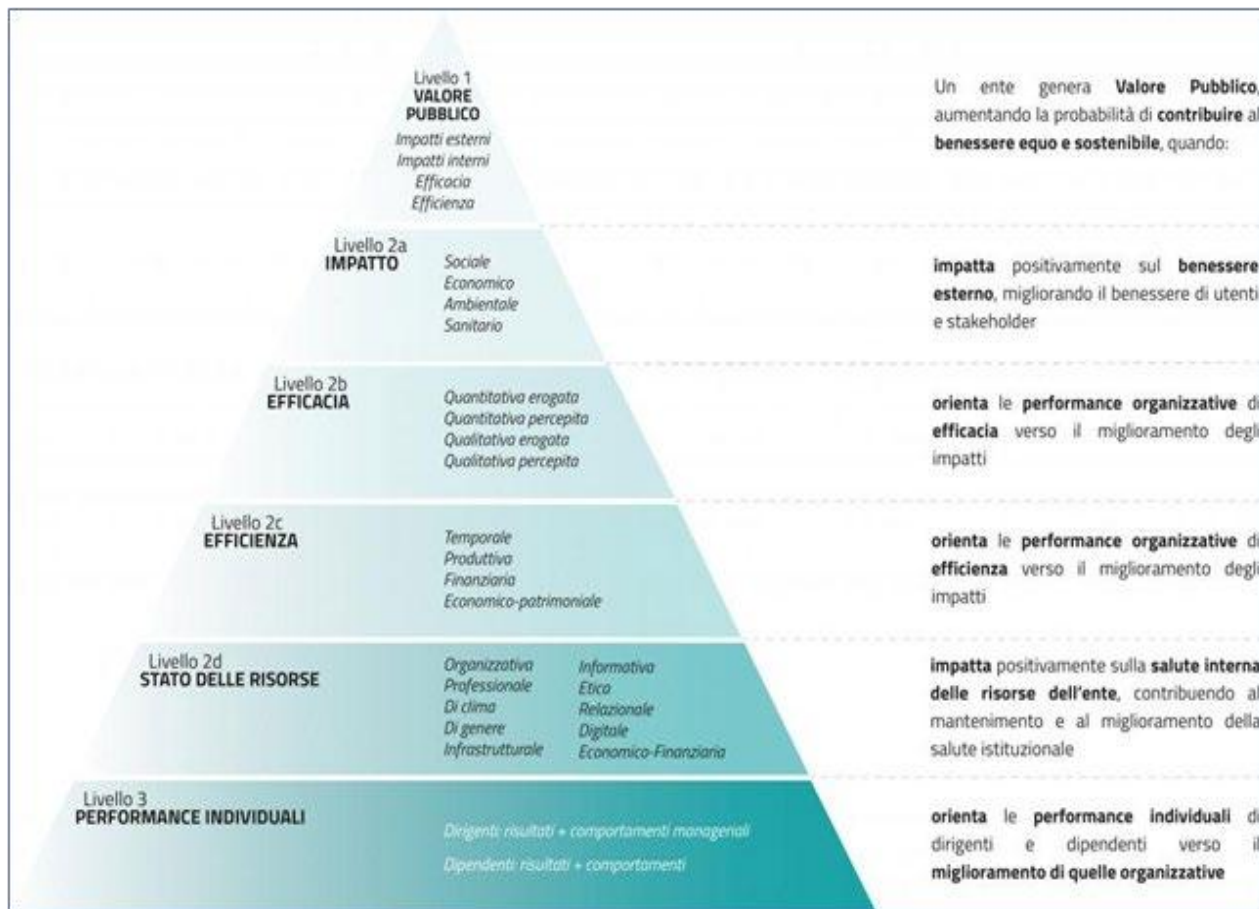 Livello 1
VALORE
PUBBLICO
Impatti esterni
Impatti interni
Efficacia
Efficienza
Un ente genera Valore Pubblico,
aumentando la probabilità di contribuire al
benessere equo e sostenibile, quando:
Livello 2a
IMPATTO
Sociale
Economico
Ambientale
Sanitario
impatta positivamente sul benessere
esterno, migliorando il benessere di utenti
e stakeholder
Livello 2b
EFFICACIA
Quantitativa erogata
Quantitativa percepita
Qualitativa erogata
Qualitativa percepita
orienta le performance organizzative di
efficacia verso il miglioramento degli
impatti
Livello 2c
EFFICIENZA
Temporale
Produttiva
Finanziaria
Economico-patrimoniale
orienta le performance organizzative di
efficienza verso il miglioramento degli
impatti
Livello 2d
STATO DELLE RISORSE
Organizzativa
Professionale
Di clima
Di genere
Infrastrutturale
Informativa
Etica
Relazionale
Digitale
Economico-Finanziaria
impatta positivamente sulla salute interna
delle risorse dell'ente, contribuendo al
mantenimento e al miglioramento della
salute istituzionale
Livello 3
PERFORMANCE INDIVIDUALI
Dirigenti: risultati + comportamenti manageriali
Dipendenti: risultati + comportamenti
orienta le performance individuali di
dirigenti e dipendenti verso il
miglioramento di quelle organizzative